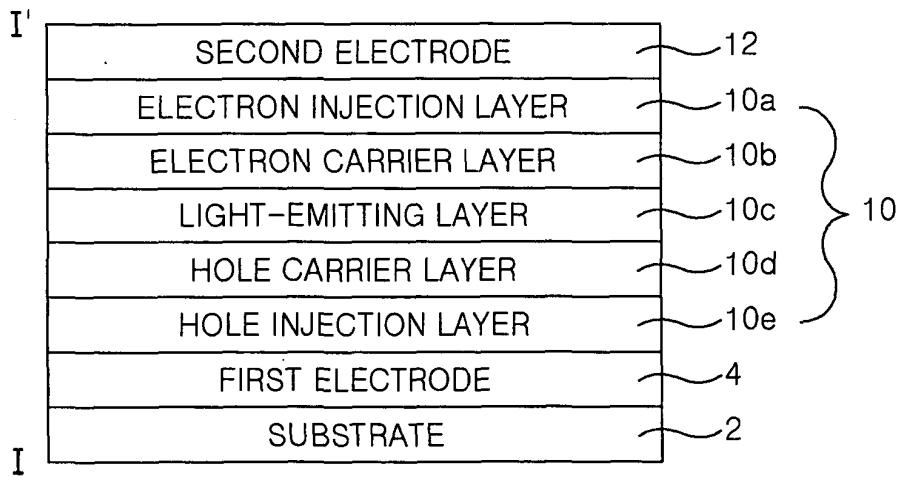 I'
SECOND ELECTRODE 12
ELECTRON INJECTION LAYER 10a
ELECTRON CARRIER LAYER 10b
LIGHT-EMITTING LAYER 10c 10
HOLE CARRIER LAYER 10d
HOLE INJECTION LAYER 10e
FIRST ELECTRODE 4
SUBSTRATE 2
I